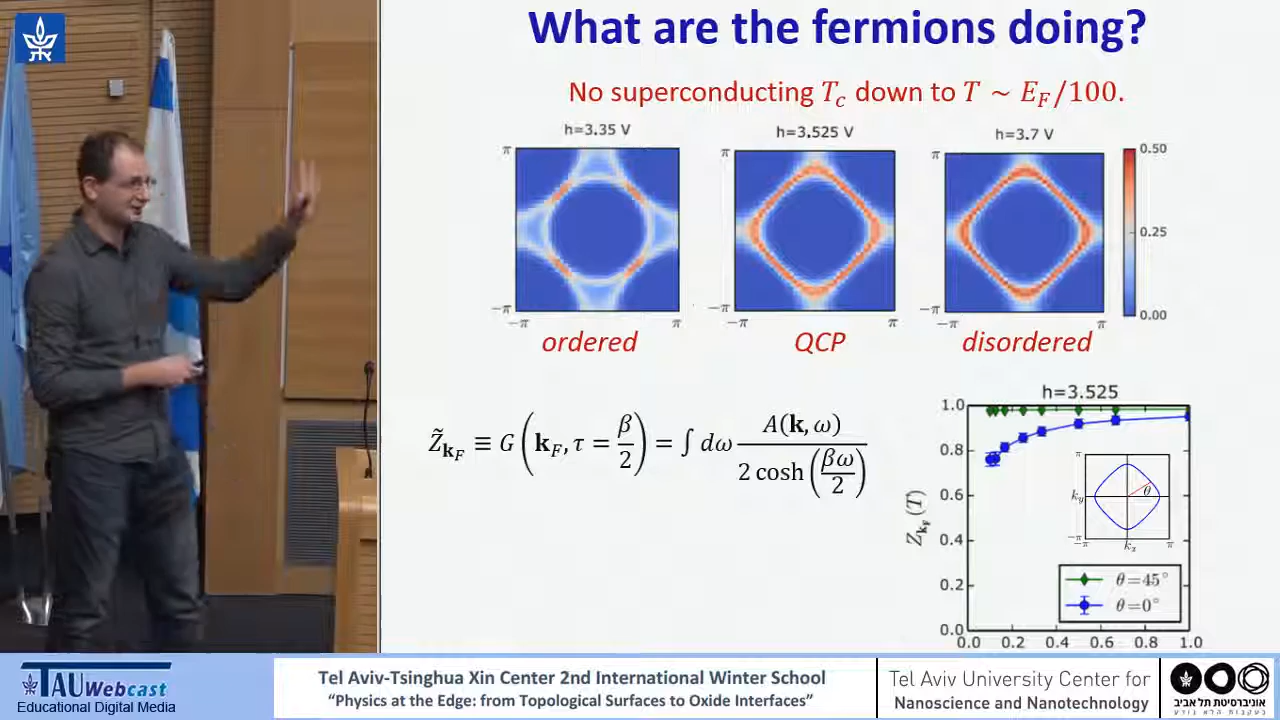 What are the fermions doing?
No superconducting T_c down to T ~ E_F/100.
h=3.35 V
h=3.525 V
h=3.7 V
π
π
π
0.50
0.25
0.00
−π
−π
−π
−π
π
−π
π
−π
π
ordered
QCP
disordered
Z̃_{k_F} ≡ G(k_F, τ = β/2) = ∫ dω A(k, ω) / 2 cosh(βω/2)
h=3.525
1.0
0.8
0.6
0.4
0.2
0.0
Z_{k_F}(T)
π
k_y
θ
−π
−π
k_x
π
θ=45°
θ=0°
0.0
0.2
0.4
0.6
0.8
1.0
TAU Webcast
Educational Digital Media
Tel Aviv-Tsinghua Xin Center 2nd International Winter School
“Physics at the Edge: from Topological Surfaces to Oxide Interfaces”
Tel Aviv University Center for
Nanoscience and Nanotechnology
אוניברסיטת תל אביב